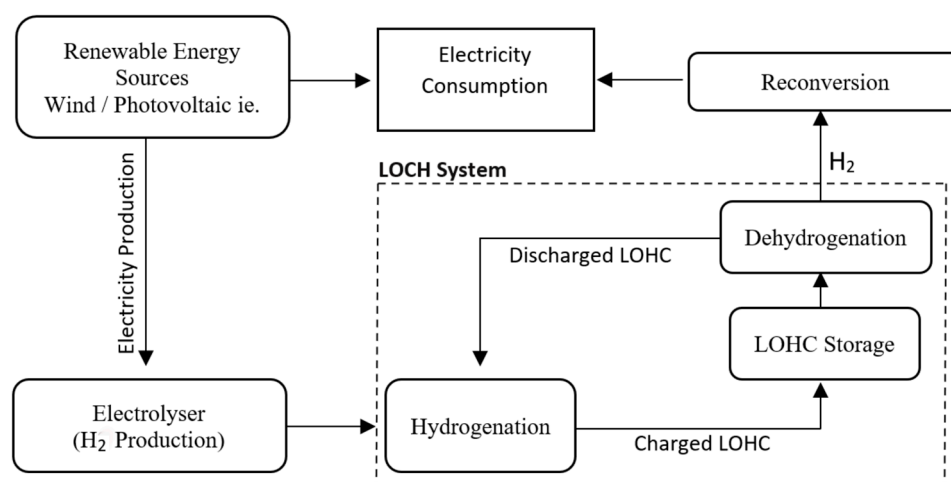 Renewable Energy
Sources
Wind / Photovoltaic ie.
Electricity
Consumption
Reconversion
Electricity Production
LOCH System
H₂
Dehydrogenation
Discharged LOHC
LOHC Storage
Electrolyser
(H₂ Production)
Hydrogenation
Charged LOHC